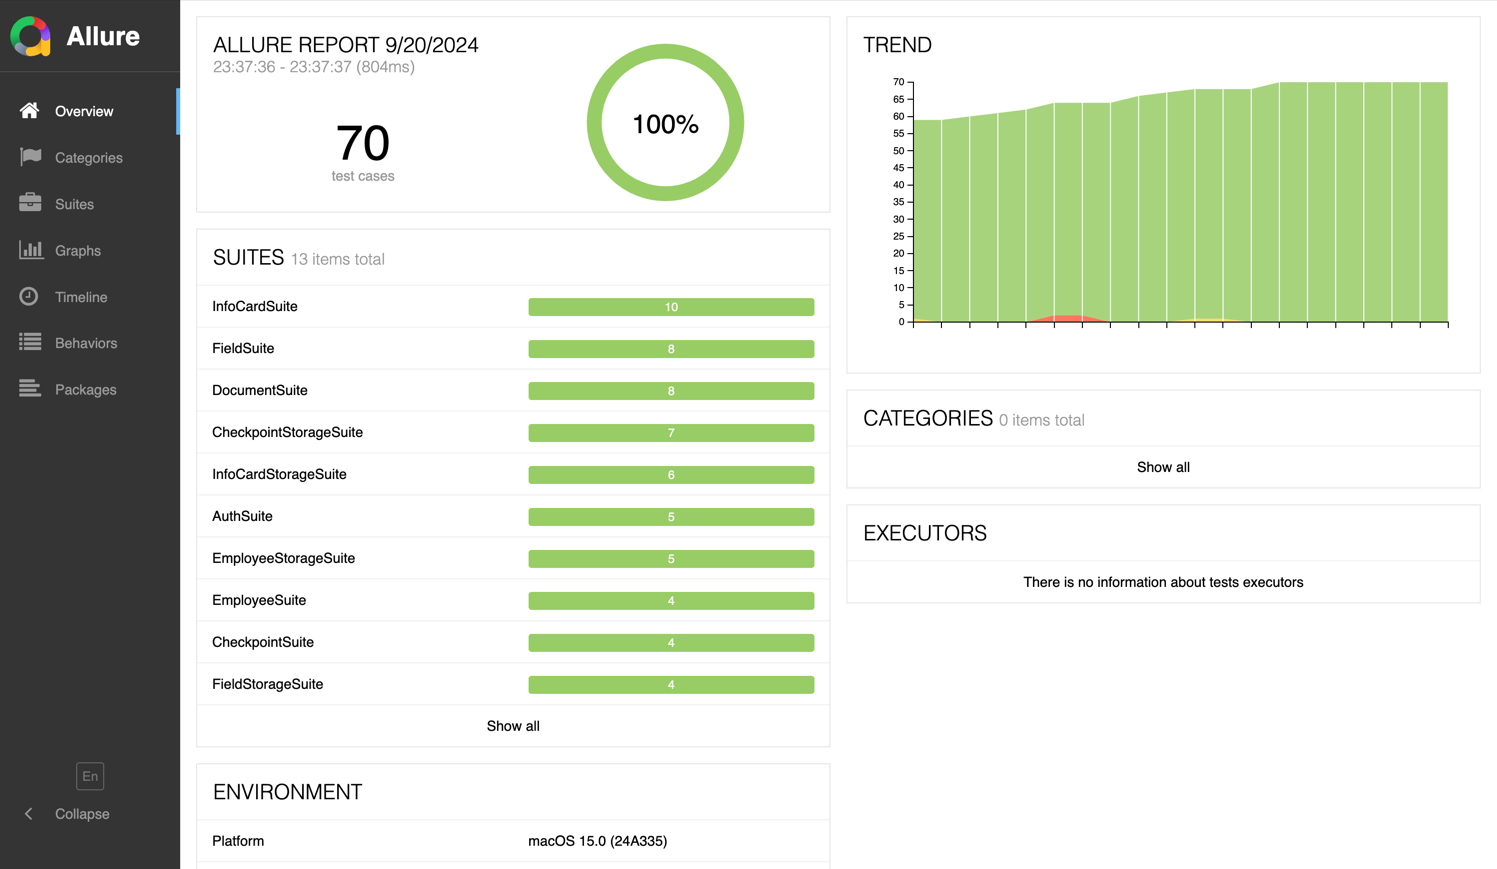 Allure
Overview
Categories
Suites
Graphs
Timeline
Behaviors
Packages
En
Collapse
ALLURE REPORT 9/20/2024
23:37:36 - 23:37:37 (804ms)
70
test cases
100%
SUITES 13 items total
InfoCardSuite 10
FieldSuite 8
DocumentSuite 8
CheckpointStorageSuite 7
InfoCardStorageSuite 6
AuthSuite 5
EmployeeStorageSuite 5
EmployeeSuite 4
CheckpointSuite 4
FieldStorageSuite 4
Show all
ENVIRONMENT
Platform macOS 15.0 (24A335)
TREND
70
65
60
55
50
45
40
35
30
25
20
15
10
5
0
CATEGORIES 0 items total
Show all
EXECUTORS
There is no information about tests executors